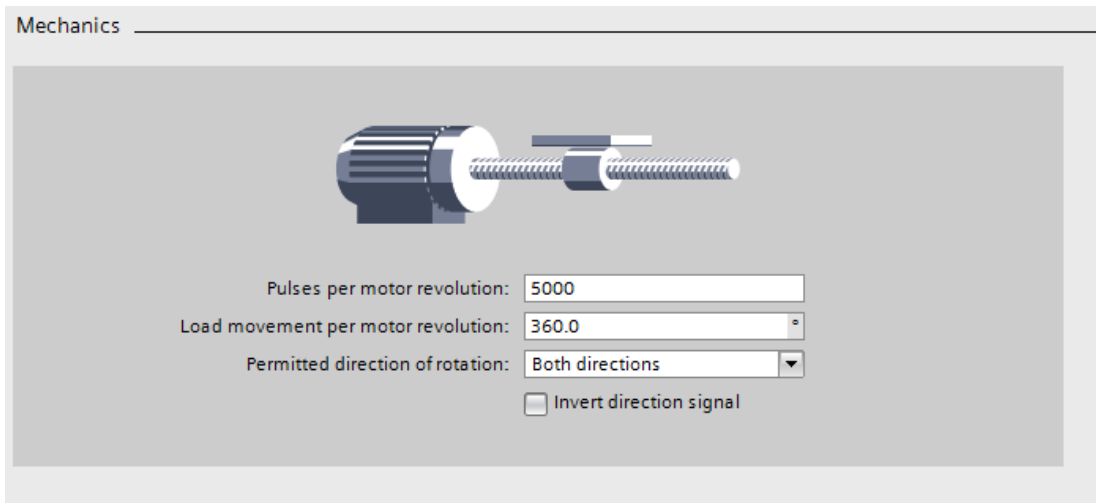 Mechanics
Pulses per motor revolution: 5000
Load movement per motor revolution: 360.0 °
Permitted direction of rotation: Both directions
Invert direction signal